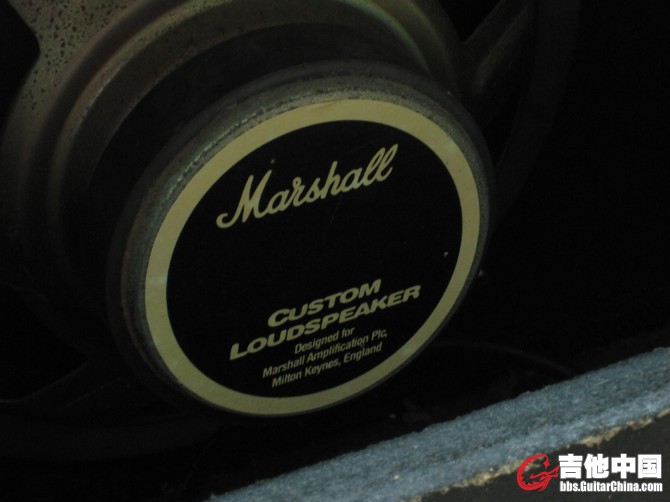 Marshall
CUSTOM
LOUDSPEAKER
Designed for
Marshall Amplification Plc,
Milton Keynes, England
吉他中国
bbs.GuitarChina.com